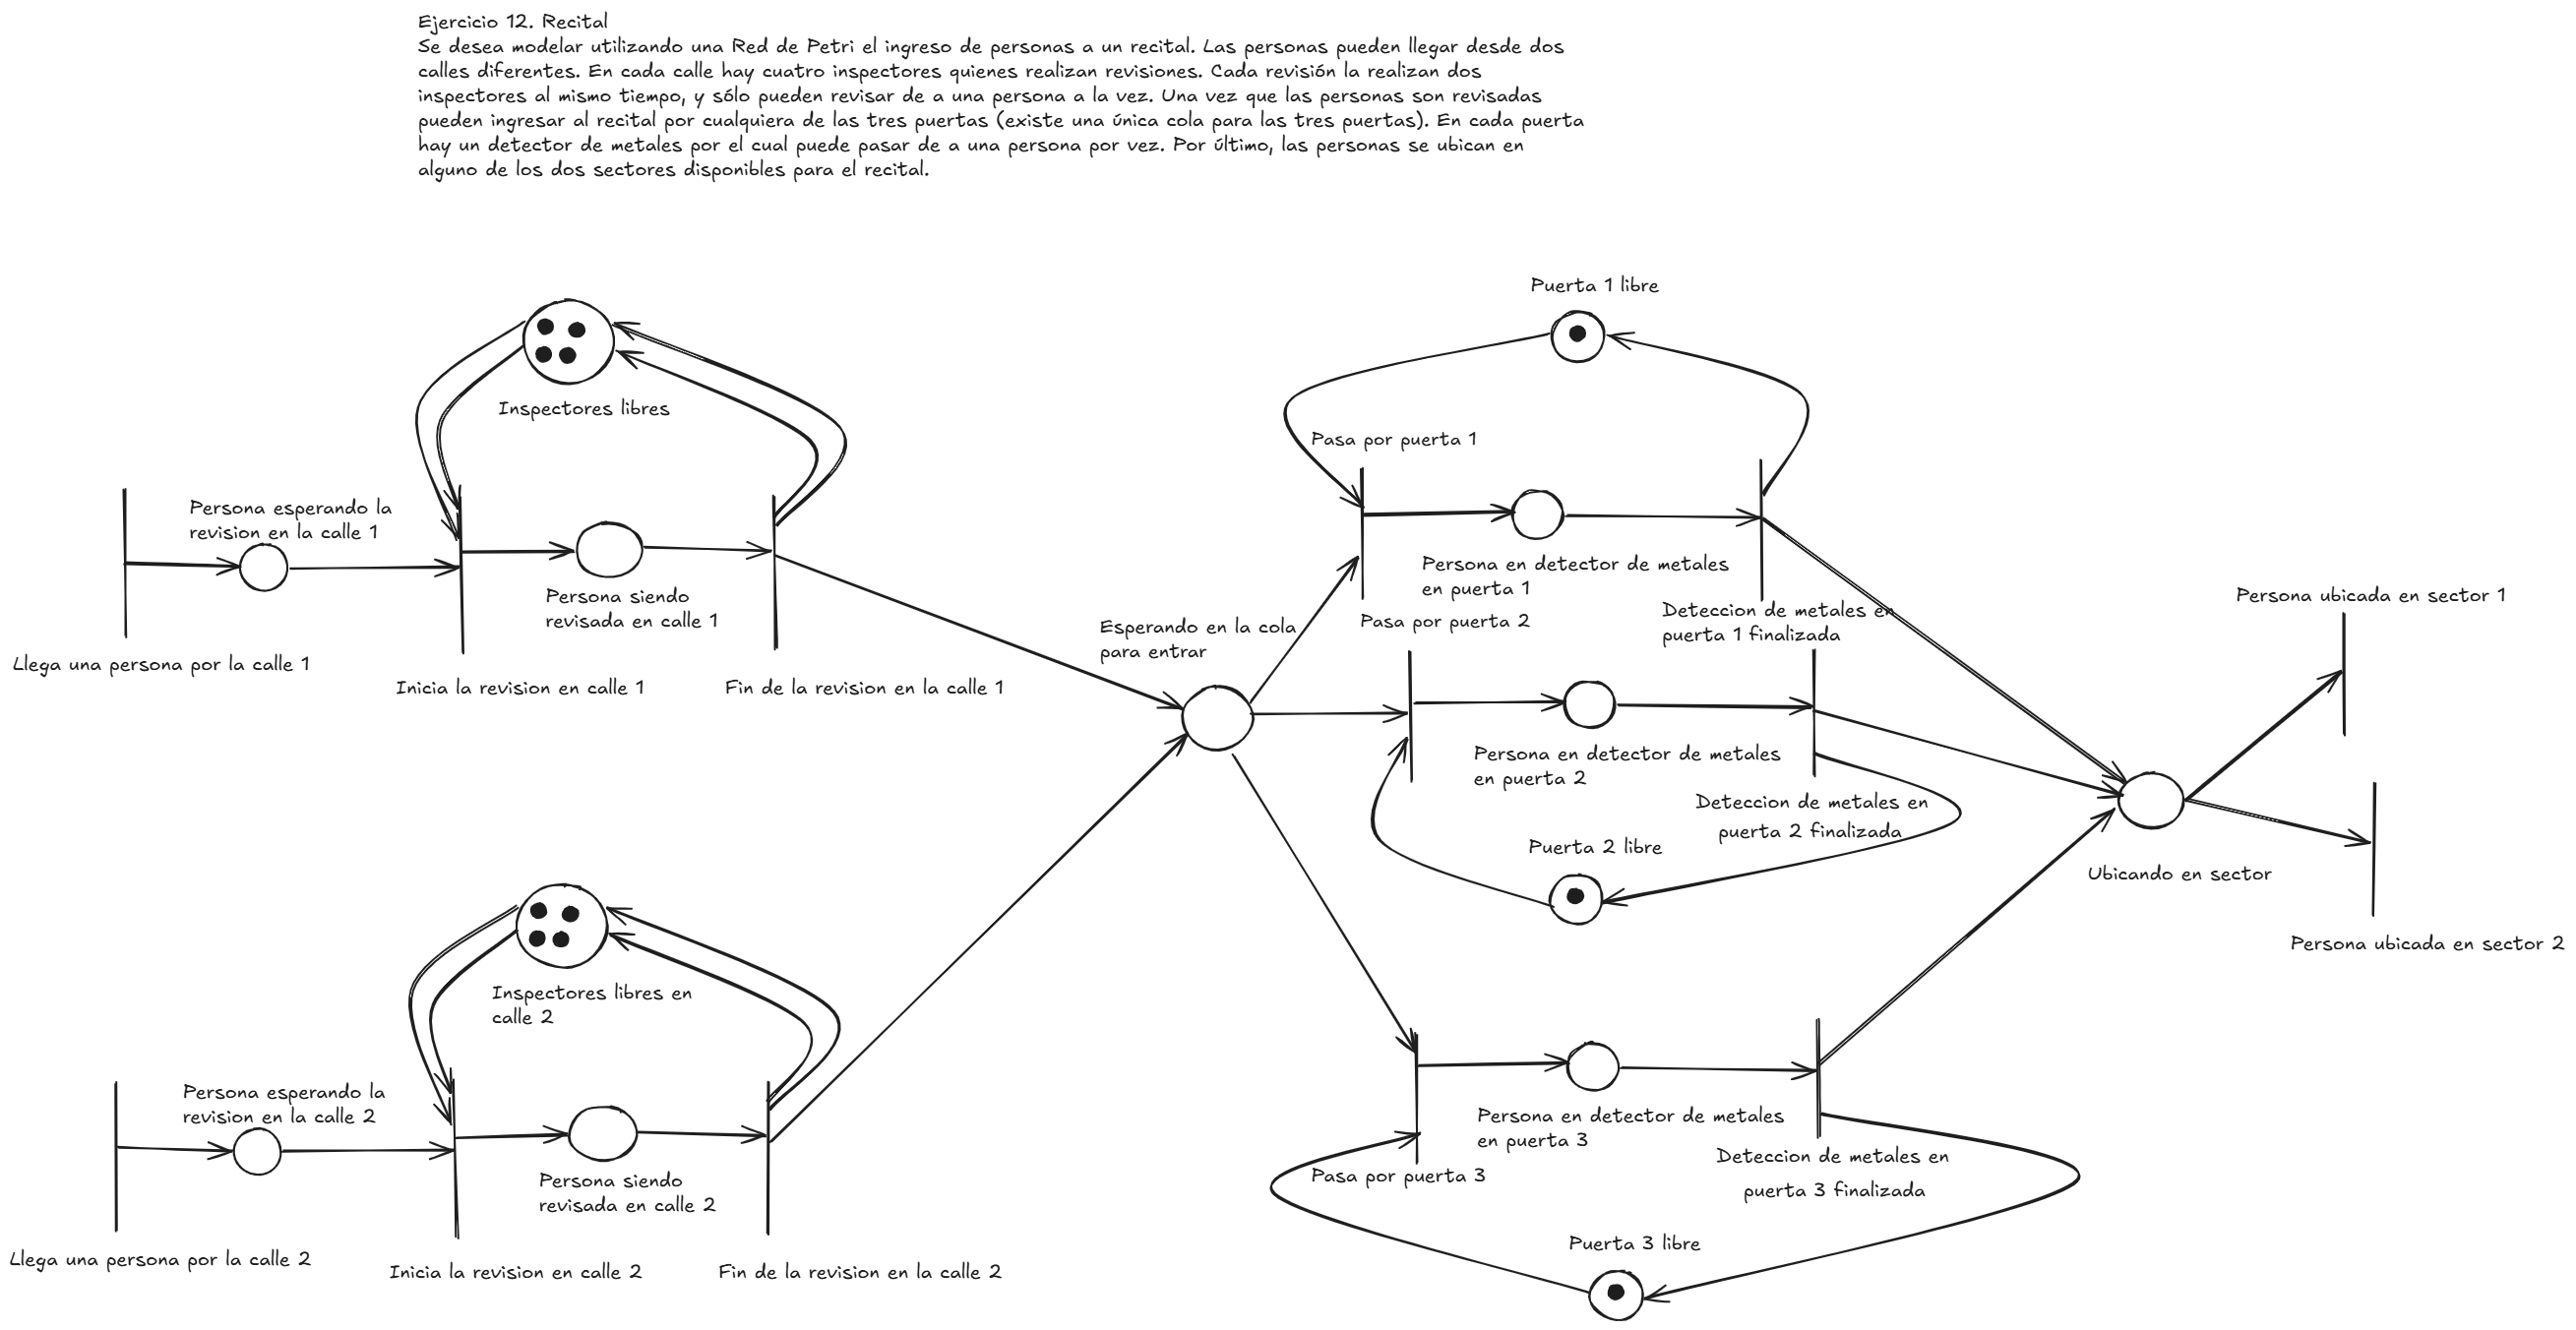 Ejercicio 12. Recital
Se desea modelar utilizando una Red de Petri el ingreso de personas a un recital. Las personas pueden llegar desde dos
calles diferentes. En cada calle hay cuatro inspectores quienes realizan revisiones. Cada revisión la realizan dos
inspectores al mismo tiempo, y sólo pueden revisar de a una persona a la vez. Una vez que las personas son revisadas
pueden ingresar al recital por cualquiera de las tres puertas (existe una única cola para las tres puertas). En cada puerta
hay un detector de metales por el cual puede pasar de a una persona por vez. Por último, las personas se ubican en
alguno de los dos sectores disponibles para el recital.
Inspectores libres
Persona esperando la
revision en la calle 1
Persona siendo
revisada en calle 1
Llega una persona por la calle 1
Inicia la revision en calle 1
Fin de la revision en la calle 1
Inspectores libres en
calle 2
Persona esperando la
revision en la calle 2
Persona siendo
revisada en calle 2
Llega una persona por la calle 2
Inicia la revision en calle 2
Fin de la revision en la calle 2
Esperando en la cola
para entrar
Puerta 1 libre
Pasa por puerta 1
Persona en detector de metales
en puerta 1
Deteccion de metales en
puerta 1 finalizada
Pasa por puerta 2
Persona en detector de metales
en puerta 2
Deteccion de metales en
puerta 2 finalizada
Puerta 2 libre
Persona en detector de metales
en puerta 3
Pasa por puerta 3
Deteccion de metales en
puerta 3 finalizada
Puerta 3 libre
Persona ubicada en sector 1
Ubicando en sector
Persona ubicada en sector 2